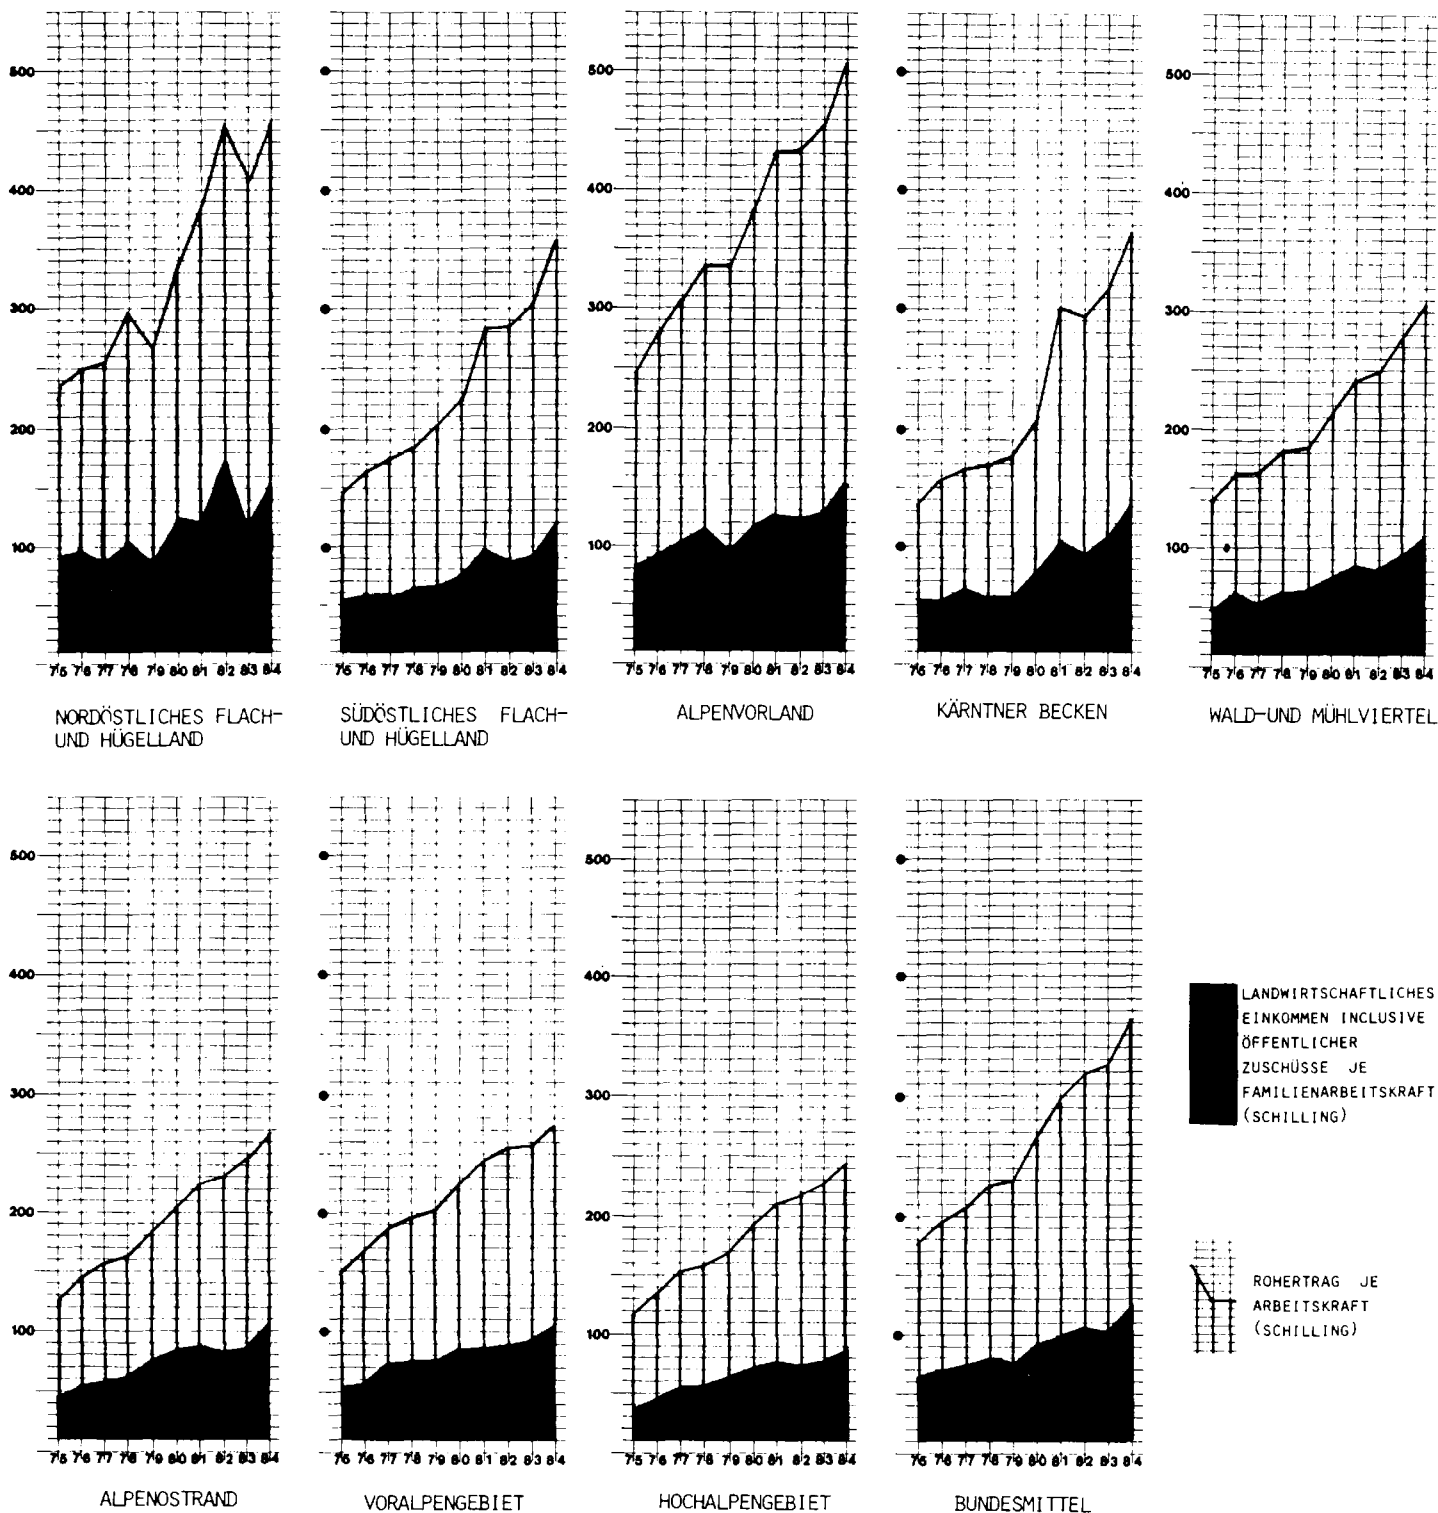 500
400
300
200
100
75 76 77 78 79 80 81 82 83 84
NORDÖSTLICHES FLACH-
UND HÜGELLAND
75 76 77 78 79 80 81 82 83 84
SÜDÖSTLICHES FLACH-
UND HÜGELLAND
500
400
300
200
100
75 76 77 78 79 80 81 82 83 84
ALPENVORLAND
75 76 77 78 79 80 81 82 83 84
KÄRNTNER BECKEN
500
400
300
200
100
75 76 77 78 79 80 81 82 83 84
WALD-UND MÜHLVIERTEL
500
400
300
200
100
75 76 77 78 79 80 81 82 83 84
ALPENOSTRAND
75 76 77 78 79 80 81 82 83 84
VORALPENGEBIET
500
400
300
200
100
75 76 77 78 79 80 81 82 83 84
HOCHALPENGEBIET
75 76 77 78 79 80 81 82 83 84
BUNDESMITTEL
LANDWIRTSCHAFTLICHES
EINKOMMEN INCLUSIVE
ÖFFENTLICHER
ZUSCHÜSSE JE
FAMILIENARBEITSKRAFT
(SCHILLING)
ROHERTRAG JE
ARBEITSKRAFT
(SCHILLING)